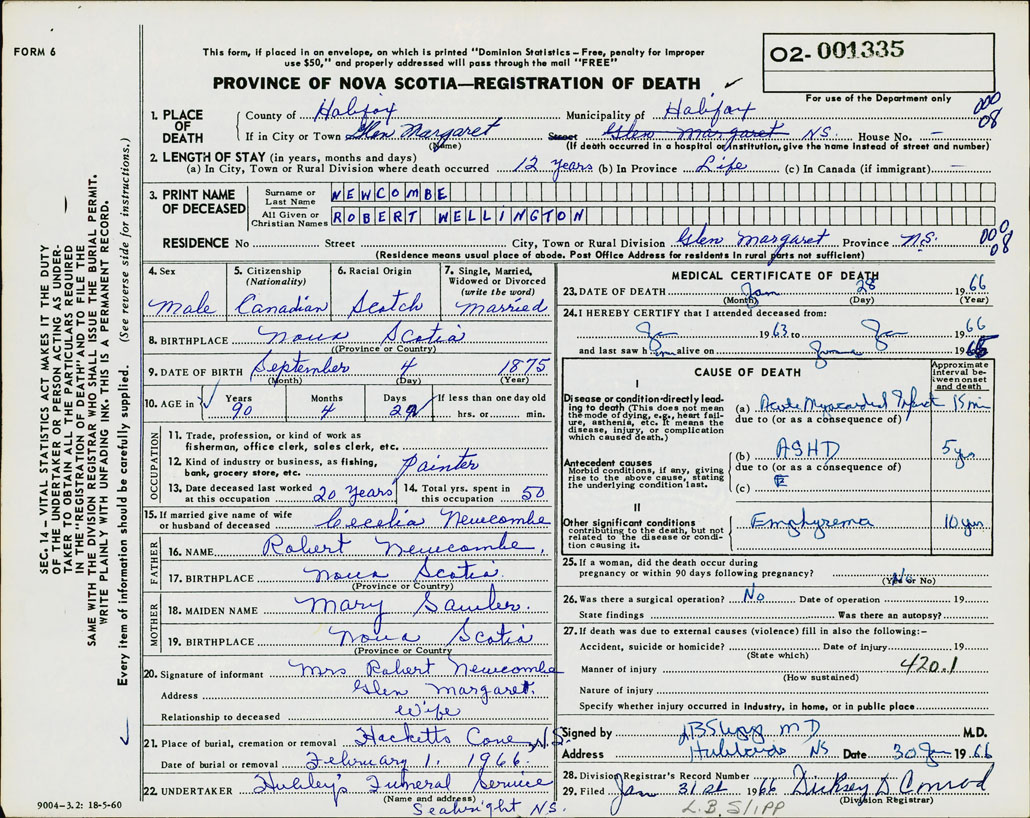 FORM 6
This form, if placed in an envelope, on which is printed "Dominion Statistics – Free, penalty for improper
use $50," and properly addressed will pass through the mail "FREE"
PROVINCE OF NOVA SCOTIA—REGISTRATION OF DEATH ✓
02- 001335
For use of the Department only
000
08
1. PLACE OF DEATH
County of Halifax Municipality of Halifax
If in City or Town Glen Margaret Street Glen Margaret N.S. House No. –
(Name) (If death occurred in a hospital or institution, give the name instead of street and number)
2. LENGTH OF STAY (in years, months and days)
(a) In City, Town or Rural Division where death occurred 12 years (b) In Province Life (c) In Canada (if immigrant) —
3. PRINT NAME OF DECEASED
Surname or Last Name NEWCOMBE
All Given or Christian Names ROBERT WELLINGTON
RESIDENCE No Street City, Town or Rural Division Glen Margaret Province N.S.
000
08
(Residence means usual place of abode. Post Office Address for residents in rural parts not sufficient)
4. Sex Male
5. Citizenship (Nationality) Canadian
6. Racial Origin Scotch
7. Single, Married, Widowed or Divorced (write the word) Married
8. BIRTHPLACE Nova Scotia
(Province or Country)
9. DATE OF BIRTH September 4 1875
(Month) (Day) (Year)
10. AGE in Years 90 Months 4 Days 24 If less than one day old hrs. or min.
OCCUPATION
11. Trade, profession, or kind of work as
fisherman, office clerk, sales clerk, etc.
12. Kind of industry or business, as fishing,
bank, grocery store, etc. Painter
13. Date deceased last worked
at this occupation 20 years
14. Total yrs. spent in
this occupation 50
15. If married give name of wife
or husband of deceased Cecelia Newcombe
FATHER
16. NAME Robert Newcombe.
17. BIRTHPLACE Nova Scotia
(Province or Country)
MOTHER
18. MAIDEN NAME Mary
19. BIRTHPLACE Nova Scotia
(Province or Country
20. Signature of informant Mrs Robert Newcombe
Address Glen Margaret.
Relationship to deceased Wife
21. Place of burial, cremation or removal Hacketts Cove, N.S.
Date of burial or removal February 1, 1966
22. UNDERTAKER Hubley's Funeral Service
(Name and address)
Seabright N.S.
9004–3.2: 18-5-60
MEDICAL CERTIFICATE OF DEATH
23. DATE OF DEATH Jan 28 1966
(Month) (Day) (Year)
24. I HEREBY CERTIFY that I attended deceased from:
Jan 1963 to Jan 1966
and last saw him alive on 1966
CAUSE OF DEATH
Approximate interval between onset and death
I
Disease or condition directly leading to death (This does not mean the mode of dying, e.g., heart failure, asthenia, etc. It means the disease, injury, or complication which caused death.)
(a) Acute Myocardial Infarct 15 min
due to (or as a consequence of)
Antecedent causes
Morbid conditions, if any, giving rise to the above cause, stating the underlying condition last.
(b) ASHD 5 yrs
due to (or as a consequence of)
(c)
II
Other significant conditions
contributing to the death, but not related to the disease or condition causing it.
Emphyzema 10 yrs
25. If a woman, did the death occur during
pregnancy or within 90 days following pregnancy? No
(Yes or No)
26. Was there a surgical operation? No Date of operation 19
State findings Was there an autopsy?
27. If death was due to external causes (violence) fill in also the following:–
Accident, suicide or homicide? Date of injury 19
(State which)
Manner of injury 420.1
(How sustained)
Nature of injury
Specify whether injury occurred in industry, in home, or in public place
Signed by LB Slipp MD M.D.
Address Hubbards NS Date 30 Jan 1966
28. Division Registrar's Record Number
29. Filed Jan 31st 1966 D Conrod
(Division Registrar)
L.B. Slipp
SEC. 14 – VITAL STATISTICS ACT MAKES IT THE DUTY
OF THE UNDERTAKER OR PERSON ACTING AS UNDER-
TAKER TO OBTAIN ALL THE PARTICULARS REQUIRED
IN THE "REGISTRATION OF DEATH" AND TO FILE THE
SAME WITH THE DIVISION REGISTRAR WHO SHALL ISSUE THE BURIAL PERMIT.
WRITE PLAINLY WITH UNFADING INK. THIS IS A PERMANENT RECORD.
Every item of information should be carefully supplied. (See reverse side for instructions.)